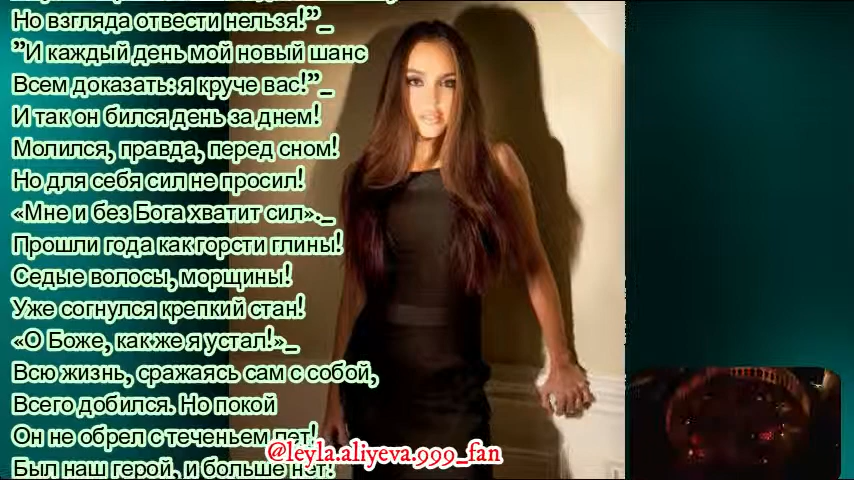 Но взгляда отвести нельзя!”_
”И каждый день мой новый шанс
Всем доказать: я круче вас!”_
И так он бился день за днем!
Молился, правда, перед сном!
Но для себя сил не просил!
«Мне и без Бога хватит сил»._
Прошли года как горсти глины!
Седые волосы, морщины!
Уже согнулся крепкий стан!
«О Боже, как же я устал!»_
Всю жизнь, сражаясь сам с собой,
Всего добился. Но покой
Он не обрел с теченьем лет!
Был наш герой, и больше нет!
@leyla.aliyeva.999_fan